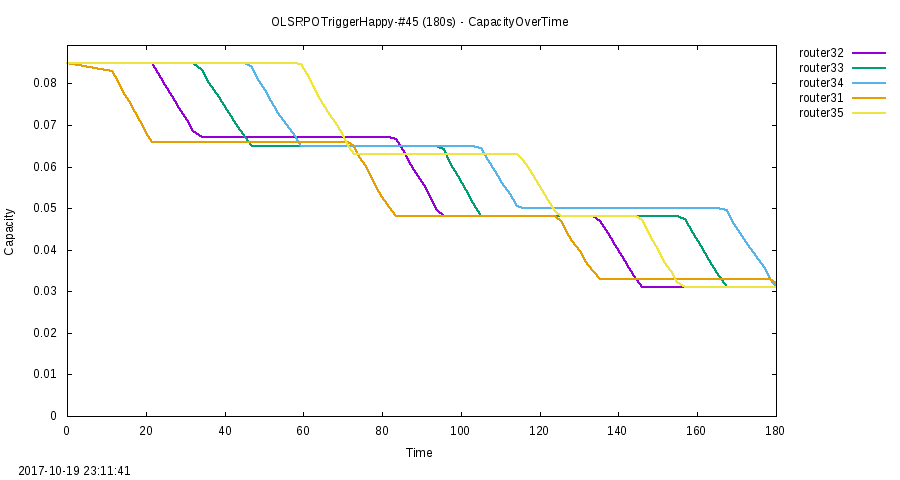 OLSRPOTriggerHappy-#45 (180s) - CapacityOverTime
router32
router33
router34
router31
router35
0.08
0.07
0.06
0.05
0.04
0.03
0.02
0.01
0
Capacity
0 20 40 60 80 100 120 140 160 180
Time
2017-10-19 23:11:41